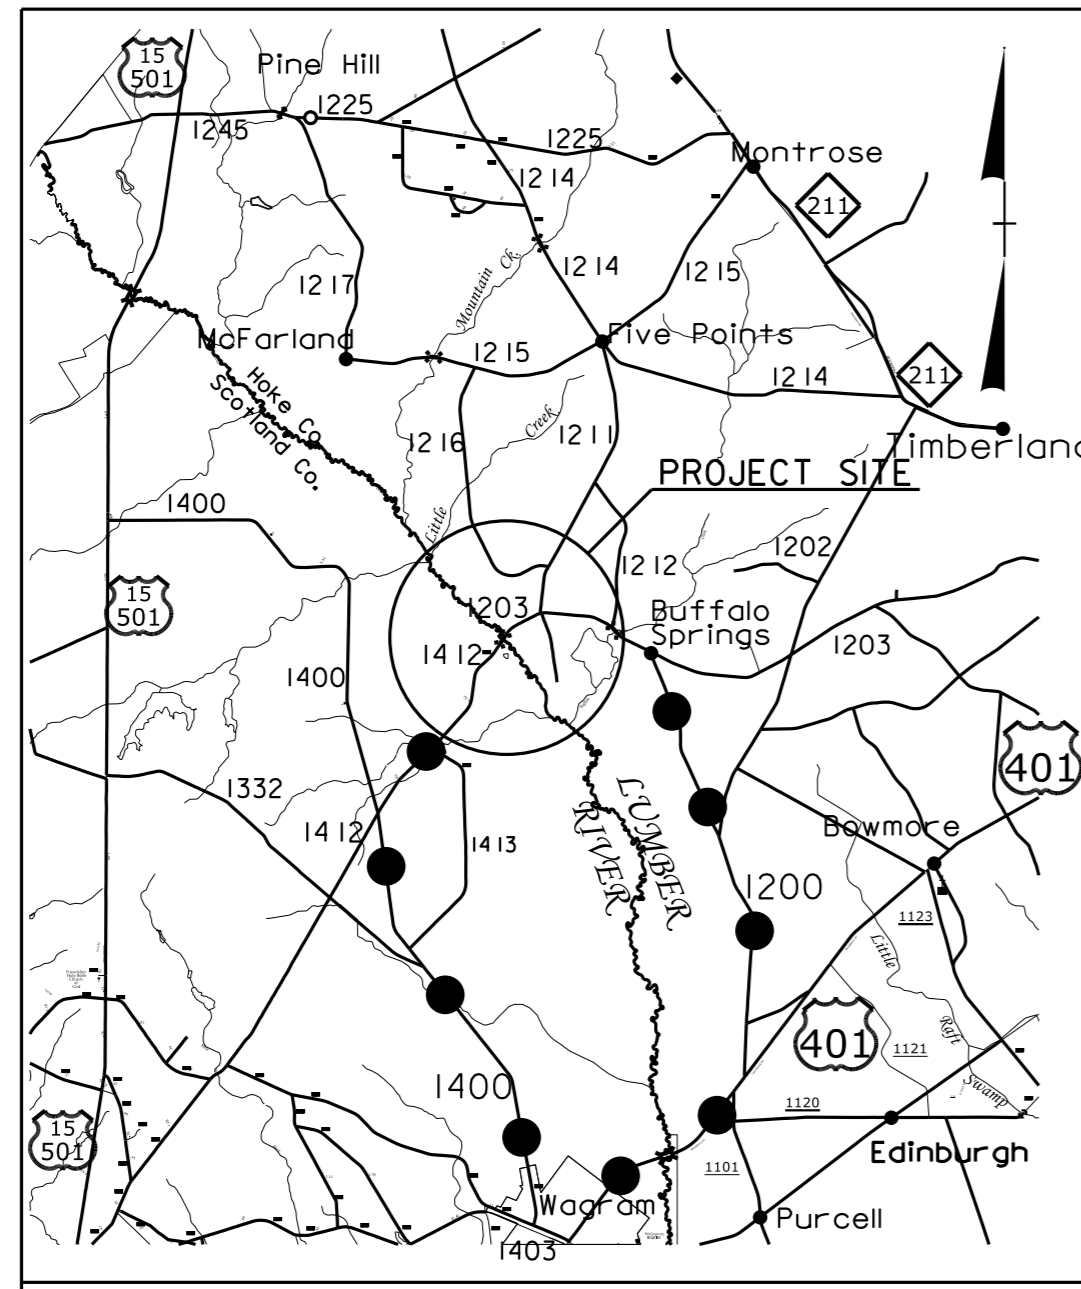 15
501
Pine Hill
1225
1245
1225
1214
Montrose
211
1214
1215
1217
Mountain Ck.
McFarland
Five Points
1215
1214
211
Hoke Co.
Scotland Co.
Creek
1216
1211
Timberland
PROJECT SITE
1400
Little
1202
1212
15
501
1203
Buffalo
Springs
1412
1203
1400
401
1332
LUMBER
RIVER
1412
1413
Bowmore
1200
1123
Little
401
Raft
1121
1400
Swamp
1120
15
501
Edinburgh
1101
Wagram
Purcell
1403